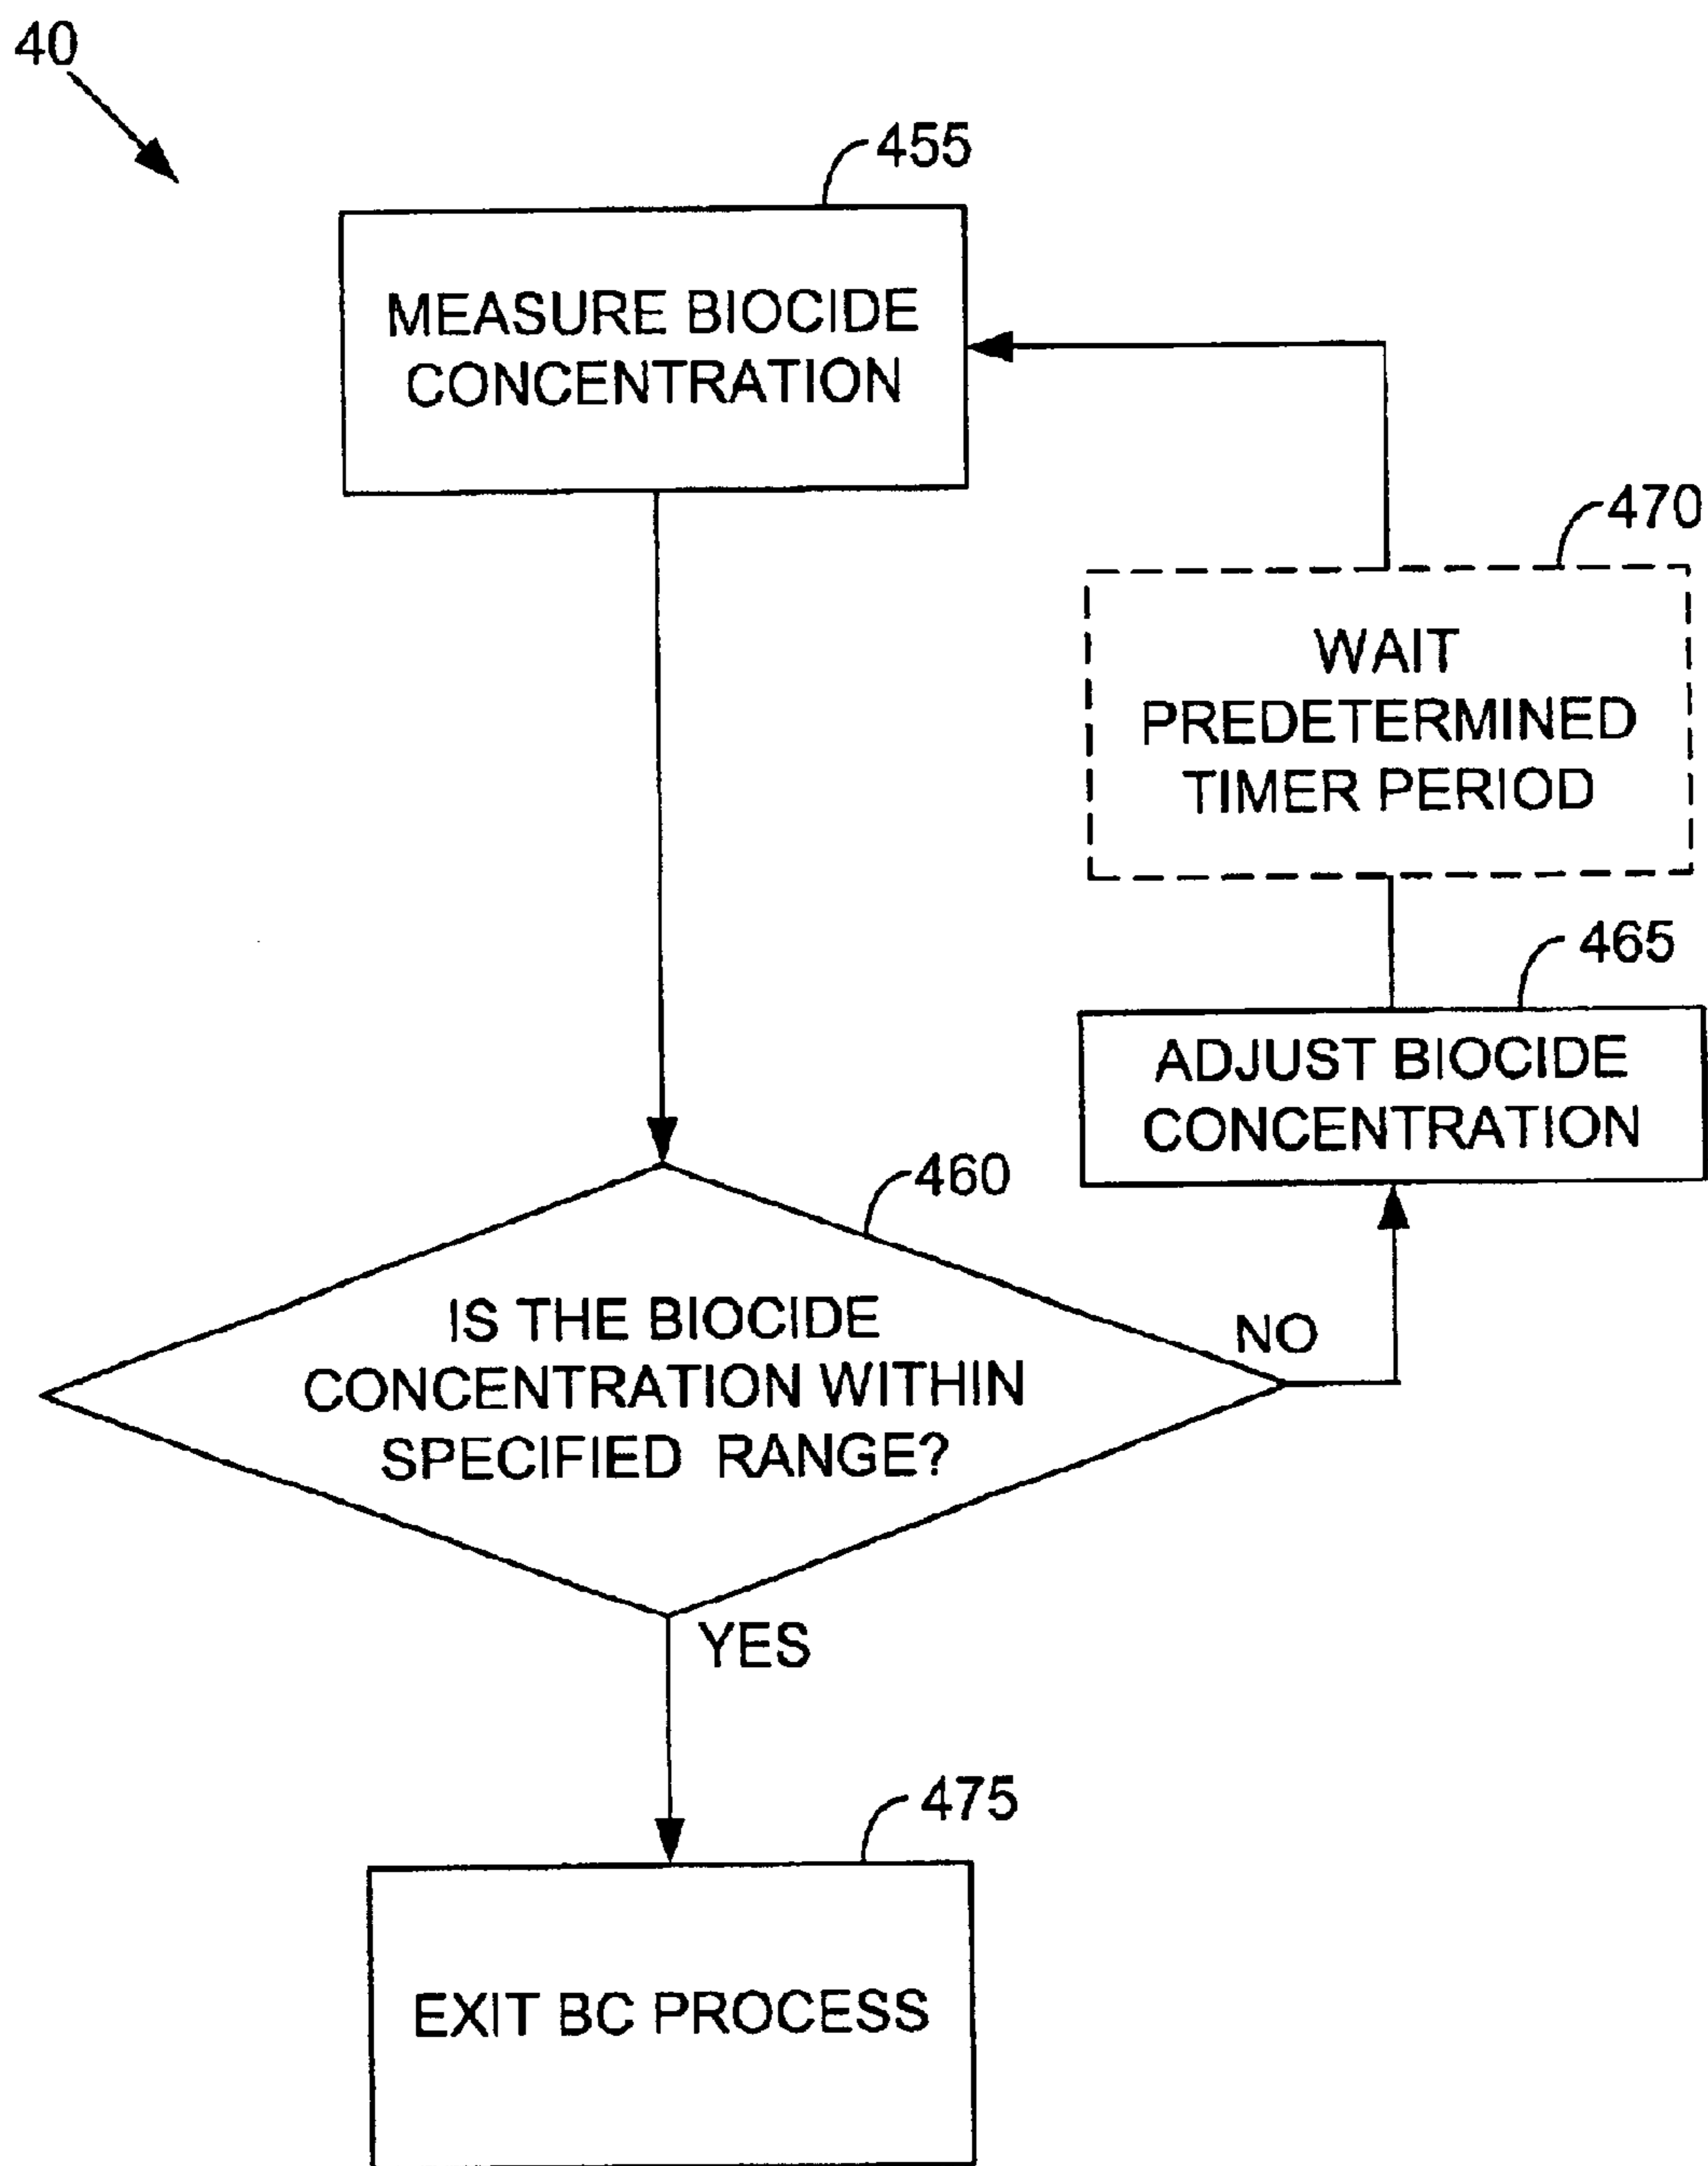 40
455
MEASURE BIOCIDE
CONCENTRATION
470
WAIT
PREDETERMINED
TIMER PERIOD
465
ADJUST BIOCIDE
CONCENTRATION
460
IS THE BIOCIDE
CONCENTRATION WITHIN
SPECIFIED RANGE?
NO
YES
475
EXIT BC PROCESS